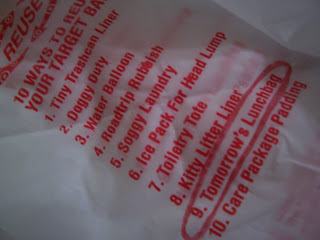 REUSE
10 WAYS TO REU
YOUR TARGET BA
1. Tiny Trashcan Liner
2. Doggy Duty
3. Water Balloon
4. Roadtrip Rubbish
5. Soggy Laundry
6. Ice Pack For Head Lump
7. Toiletry Tote
8. Kitty Litter Liner
9. Tomorrow's Lunchbag
10. Care Package Padding